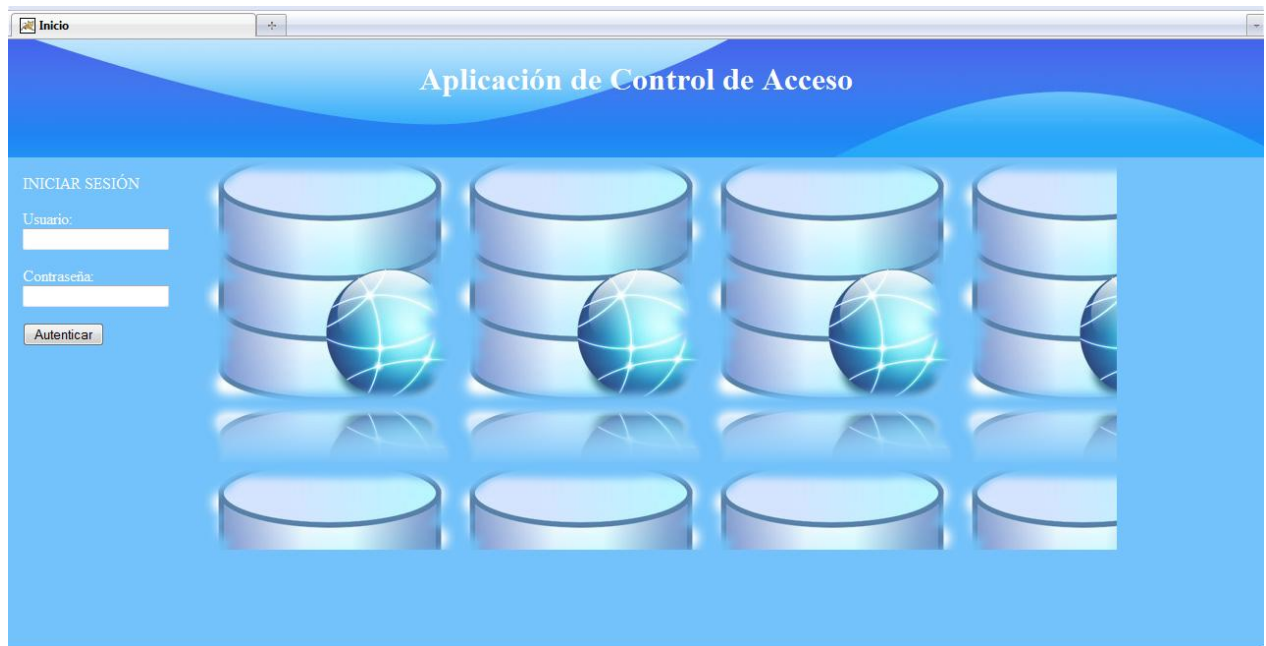 Inicio
Aplicación de Control de Acceso
INICIAR SESIÓN
Usuario:
Contraseña:
Autenticar